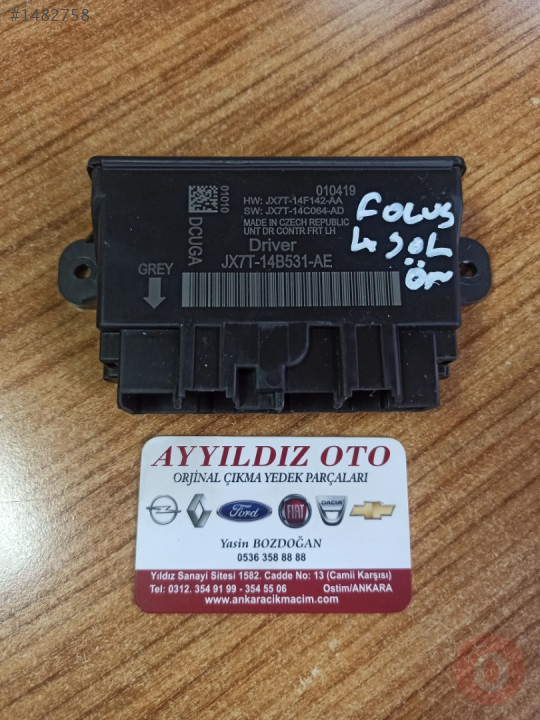 #1482758
010419
HW: JX7T-14F142-AA
SW: JX7T-14C064-AD
MADE IN CZECH REPUBLIC
UNT DR CONTR FRT LH
Driver
JX7T-14B531-AE
01010
DCUGA
GREY
FOCUS
4 SOL
ÖN
AYYILDIZ OTO
ORJİNAL ÇIKMA YEDEK PARÇALARI
Ford
FIAT
DACIA
Yasin BOZDOĞAN
0536 358 88 88
Yıldız Sanayi Sitesi 1582. Cadde No: 13 (Camii Karşısı)
Tel: 0312. 354 91 99 - 354 55 06 Ostim/ANKARA
www.ankaracikmacim.com